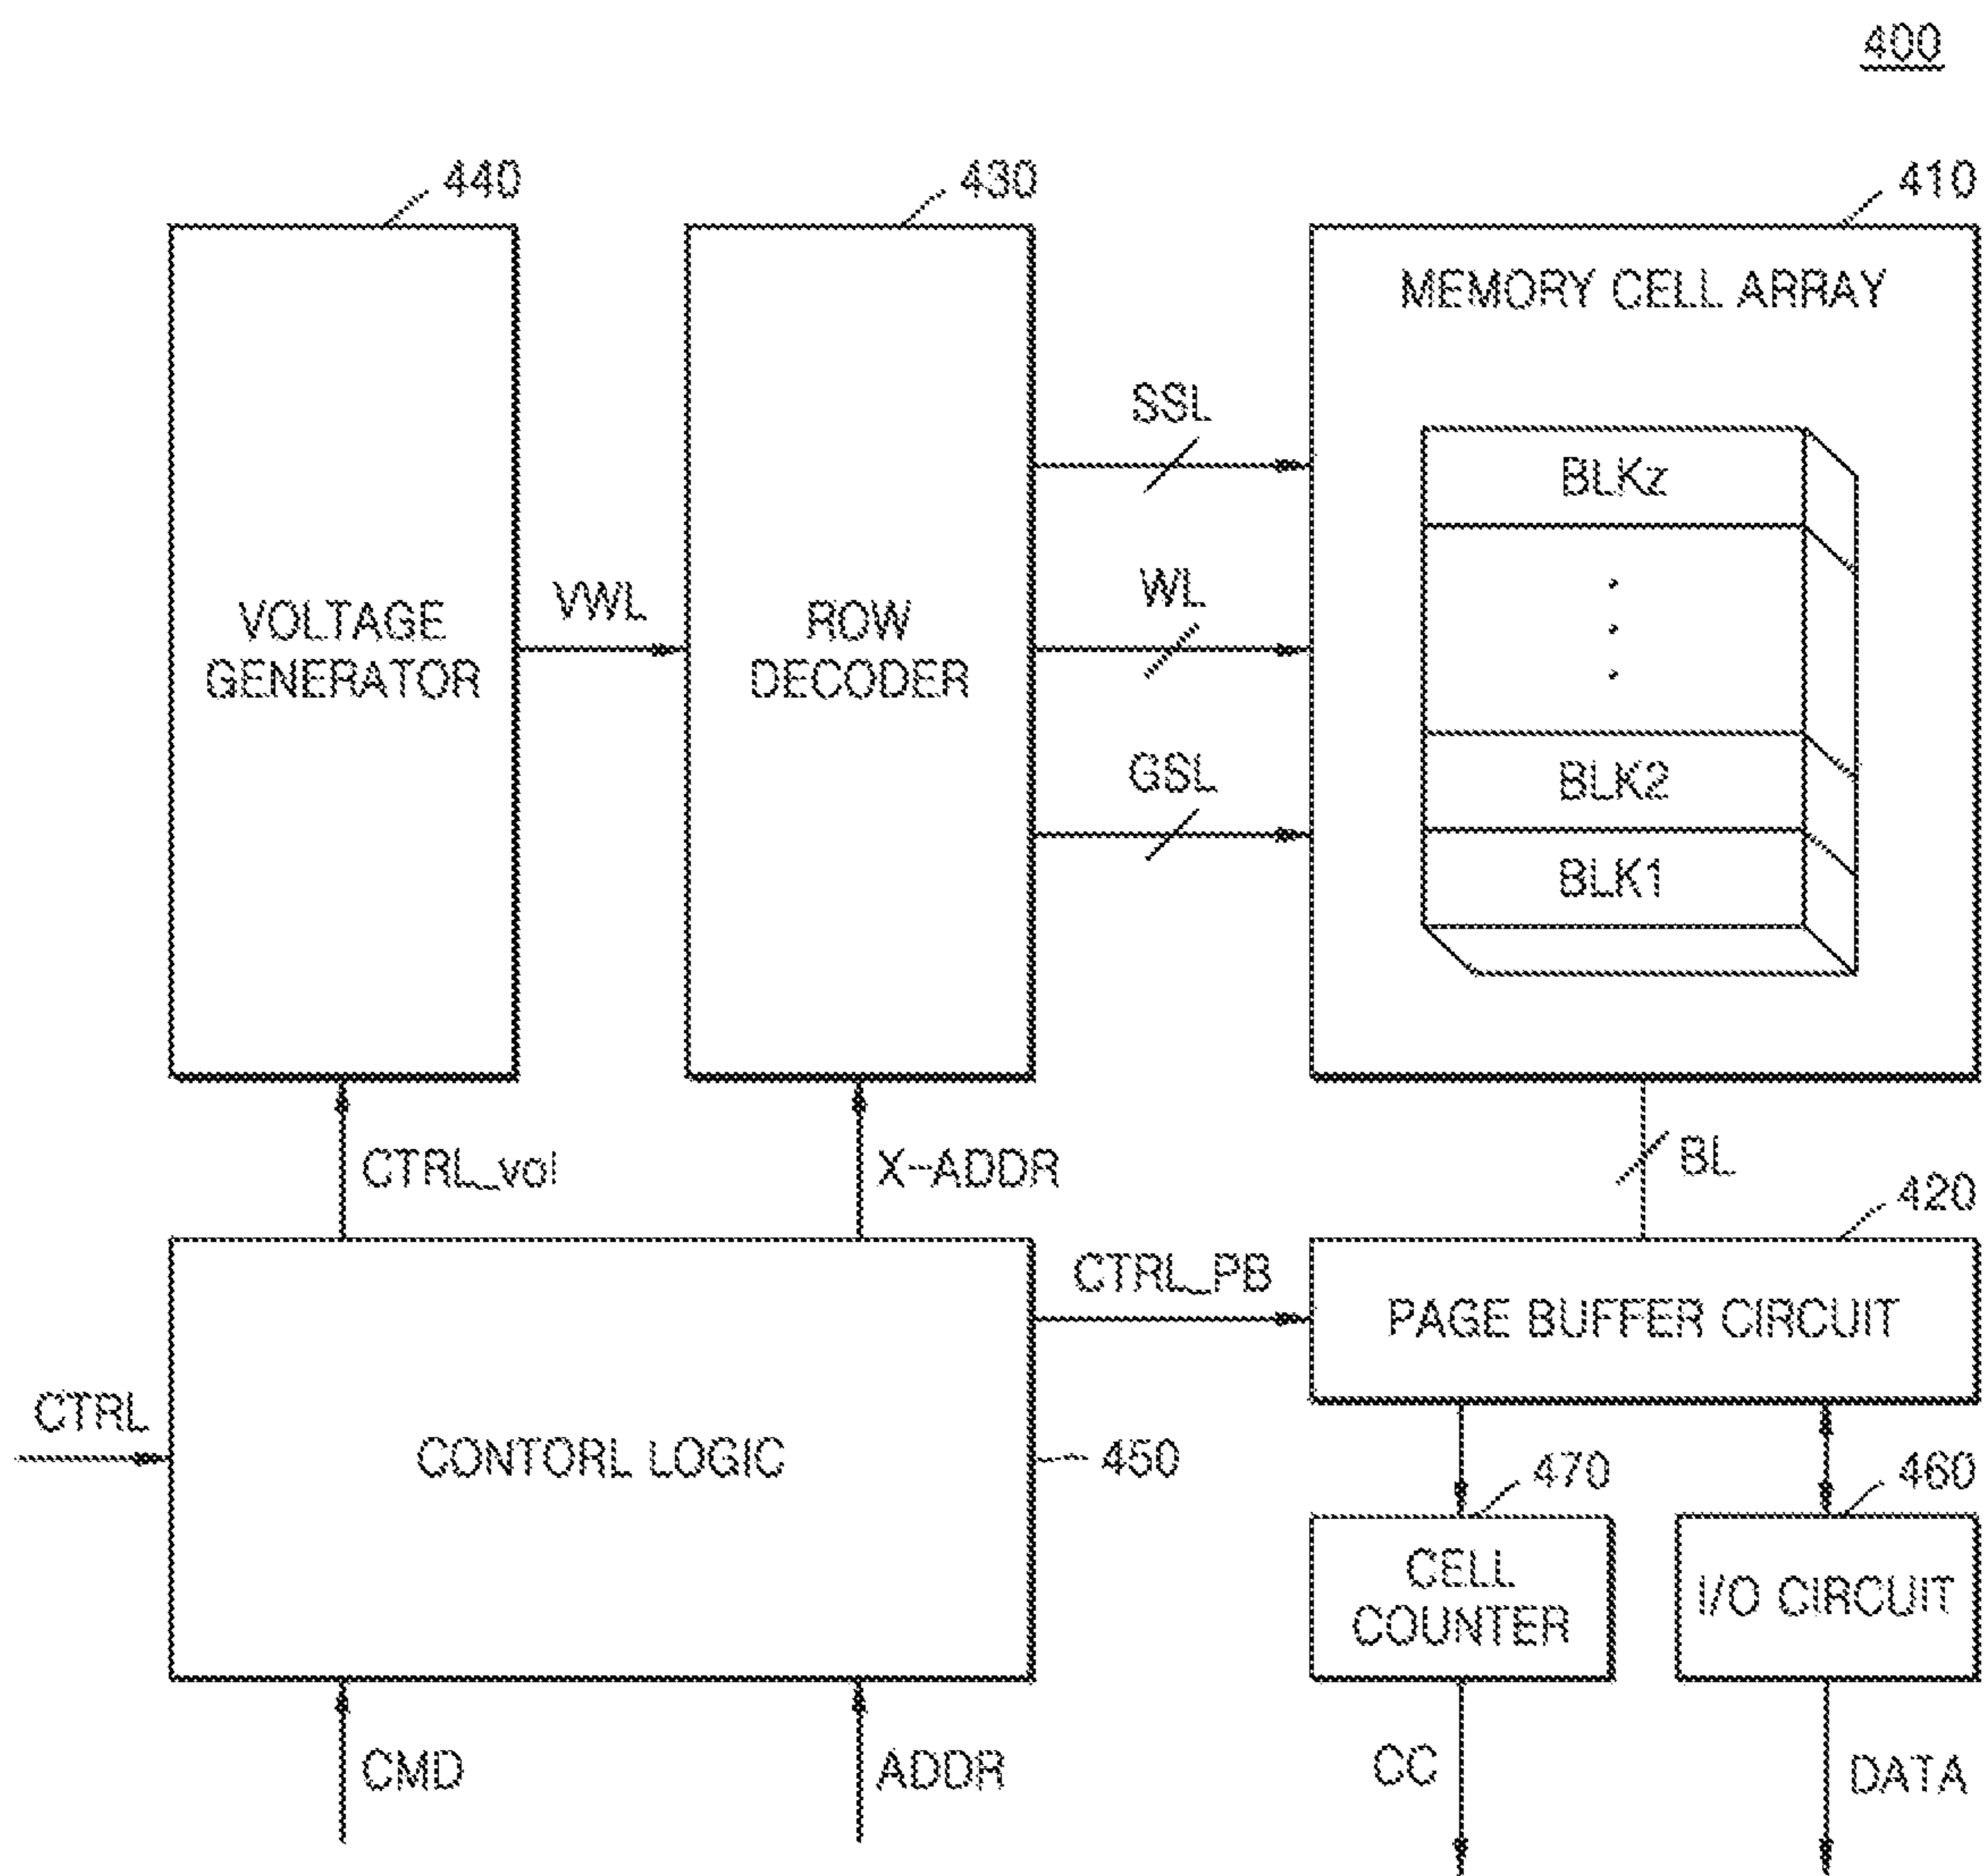 400
440
430
410
MEMORY CELL ARRAY
SSL
BLKz
VWL
WL
VOLTAGE
GENERATOR
ROW
DECODER
GSL
BLK2
BLK1
CTRL_vol
X-ADDR
BL
420
CTRL_PB
PAGE BUFFER CIRCUIT
CTRL
CONTORL LOGIC
450
470
460
CELL
COUNTER
I/O CIRCUIT
CMD
ADDR
CC
DATA